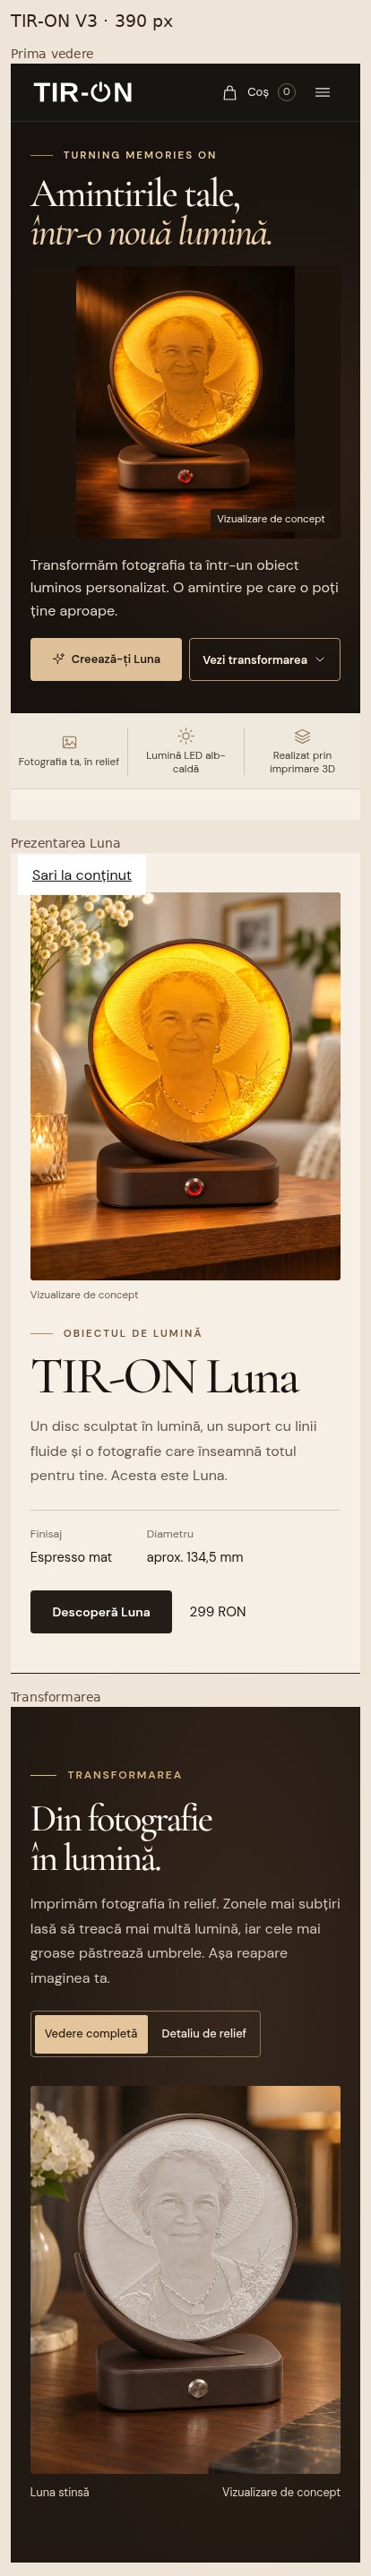 TIR-ON V3 · 390 px
Prima vedere
TIR-ON
Coș 0
TURNING MEMORIES ON
Amintirile tale,
într-o nouă lumină.
Vizualizare de concept
Transformăm fotografia ta într-un obiect
luminos personalizat. O amintire pe care o poți
ține aproape.
Creează-ți Luna
Vezi transformarea
Fotografia ta, în relief
Lumină LED alb-
caldă
Realizat prin
imprimare 3D
Prezentarea Luna
Sari la conținut
Vizualizare de concept
OBIECTUL DE LUMINĂ
TIR-ON Luna
Un disc sculptat în lumină, un suport cu linii
fluide și o fotografie care înseamnă totul
pentru tine. Acesta este Luna.
Finisaj Diametru
Espresso mat aprox. 134,5 mm
Descoperă Luna 299 RON
Transformarea
TRANSFORMAREA
Din fotografie
în lumină.
Imprimăm fotografia în relief. Zonele mai subțiri
lasă să treacă mai multă lumină, iar cele mai
groase păstrează umbrele. Așa reapare
imaginea ta.
Vedere completă Detaliu de relief
Luna stinsă Vizualizare de concept